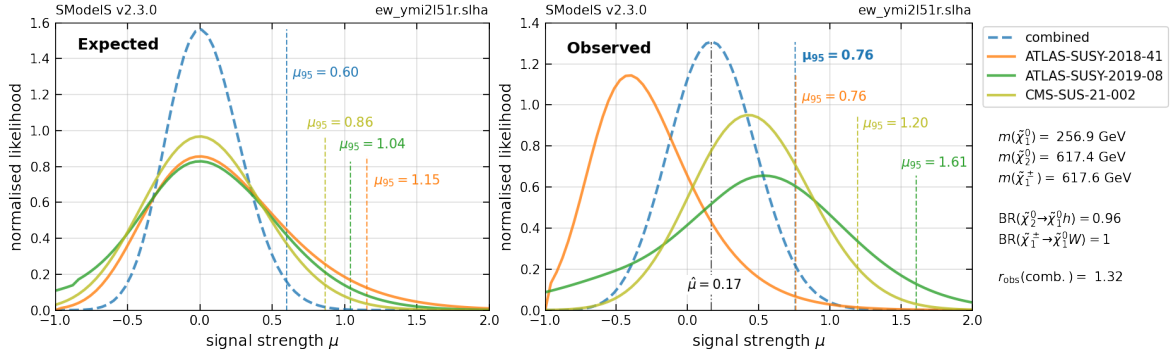 SModelS v2.3.0
ew_ymi2l51r.slha
Expected
μ95 = 0.60
μ95 = 0.86
μ95 = 1.04
μ95 = 1.15
normalised likelihood
1.6
1.4
1.2
1.0
0.8
0.6
0.4
0.2
0.0
−1.0 −0.5 0.0 0.5 1.0 1.5 2.0
signal strength μ
SModelS v2.3.0
ew_ymi2l51r.slha
Observed
μ95 = 0.76
μ95 = 0.76
μ95 = 1.20
μ95 = 1.61
μ̂ = 0.17
normalised likelihood
1.4
1.2
1.0
0.8
0.6
0.4
0.2
0.0
−1.0 −0.5 0.0 0.5 1.0 1.5 2.0
signal strength μ
combined
ATLAS-SUSY-2018-41
ATLAS-SUSY-2019-08
CMS-SUS-21-002
m(χ̃⁰₁) = 256.9 GeV
m(χ̃⁰₂) = 617.4 GeV
m(χ̃±₁) = 617.6 GeV
BR(χ̃⁰₂→χ̃⁰₁h) = 0.96
BR(χ̃±₁→χ̃⁰₁W) = 1
robs(comb.) = 1.32